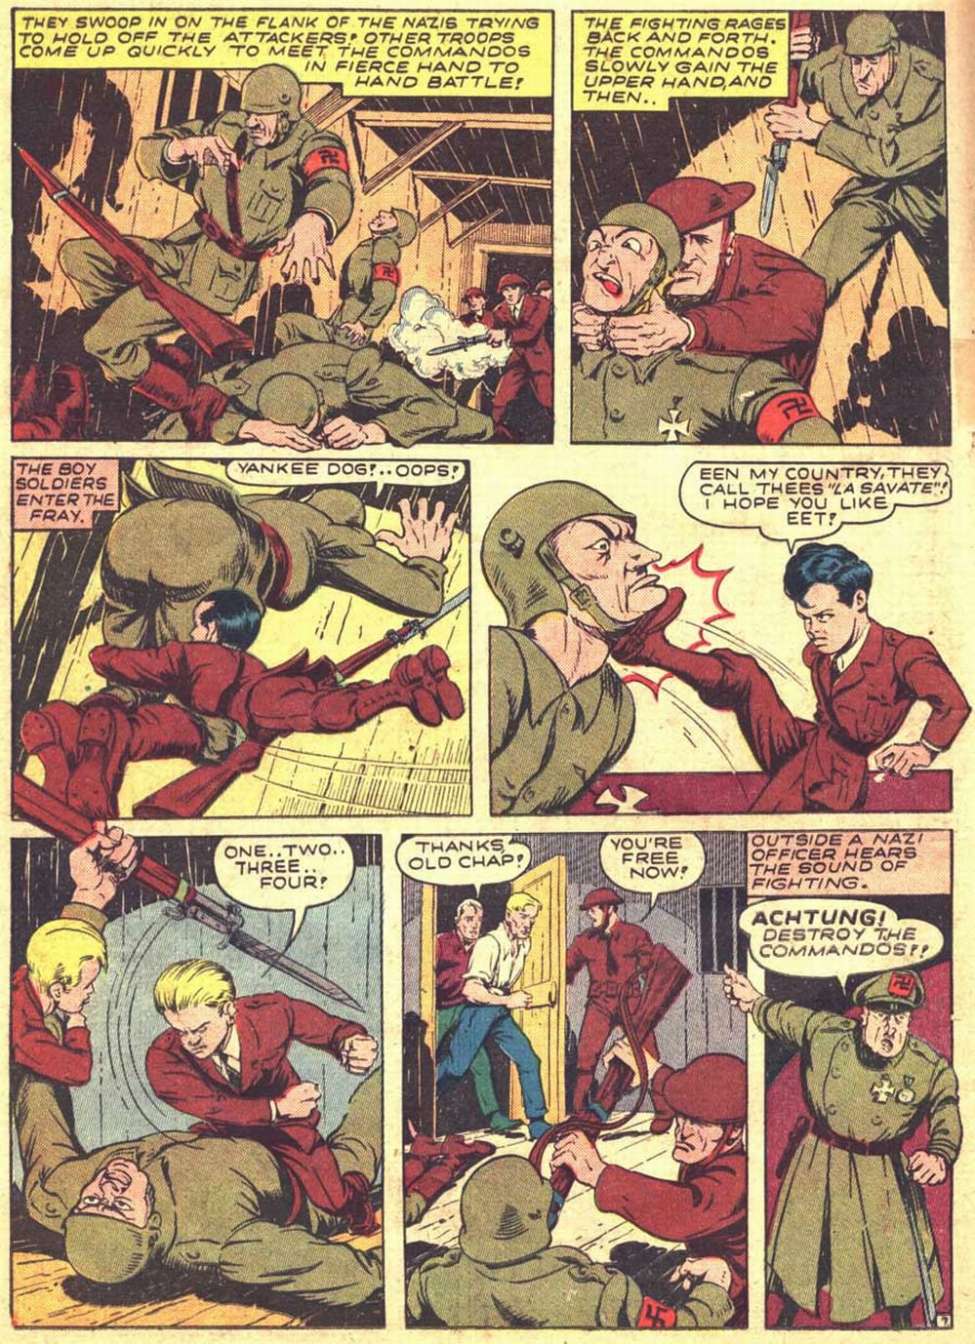 THEY SWOOP IN ON THE FLANK OF THE NAZIS TRYING
TO HOLD OFF THE ATTACKERS! OTHER TROOPS
COME UP QUICKLY TO MEET THE COMMANDOS
IN FIERCE HAND TO
HAND BATTLE!
THE FIGHTING RAGES
BACK AND FORTH.
THE COMMANDOS
SLOWLY GAIN THE
UPPER HAND, AND
THEN..
THE BOY
SOLDIERS
ENTER THE
FRAY.
YANKEE DOG!..OOPS!
EEN MY COUNTRY, THEY
CALL THEES "LA SAVATE"!
I HOPE YOU LIKE
EET!
ONE..TWO..
THREE..
FOUR!
THANKS,
OLD CHAP!
YOU'RE
FREE
NOW!
OUTSIDE A NAZI
OFFICER HEARS
THE SOUND OF
FIGHTING.
ACHTUNG!
DESTROY THE
COMMANDOS!!
7